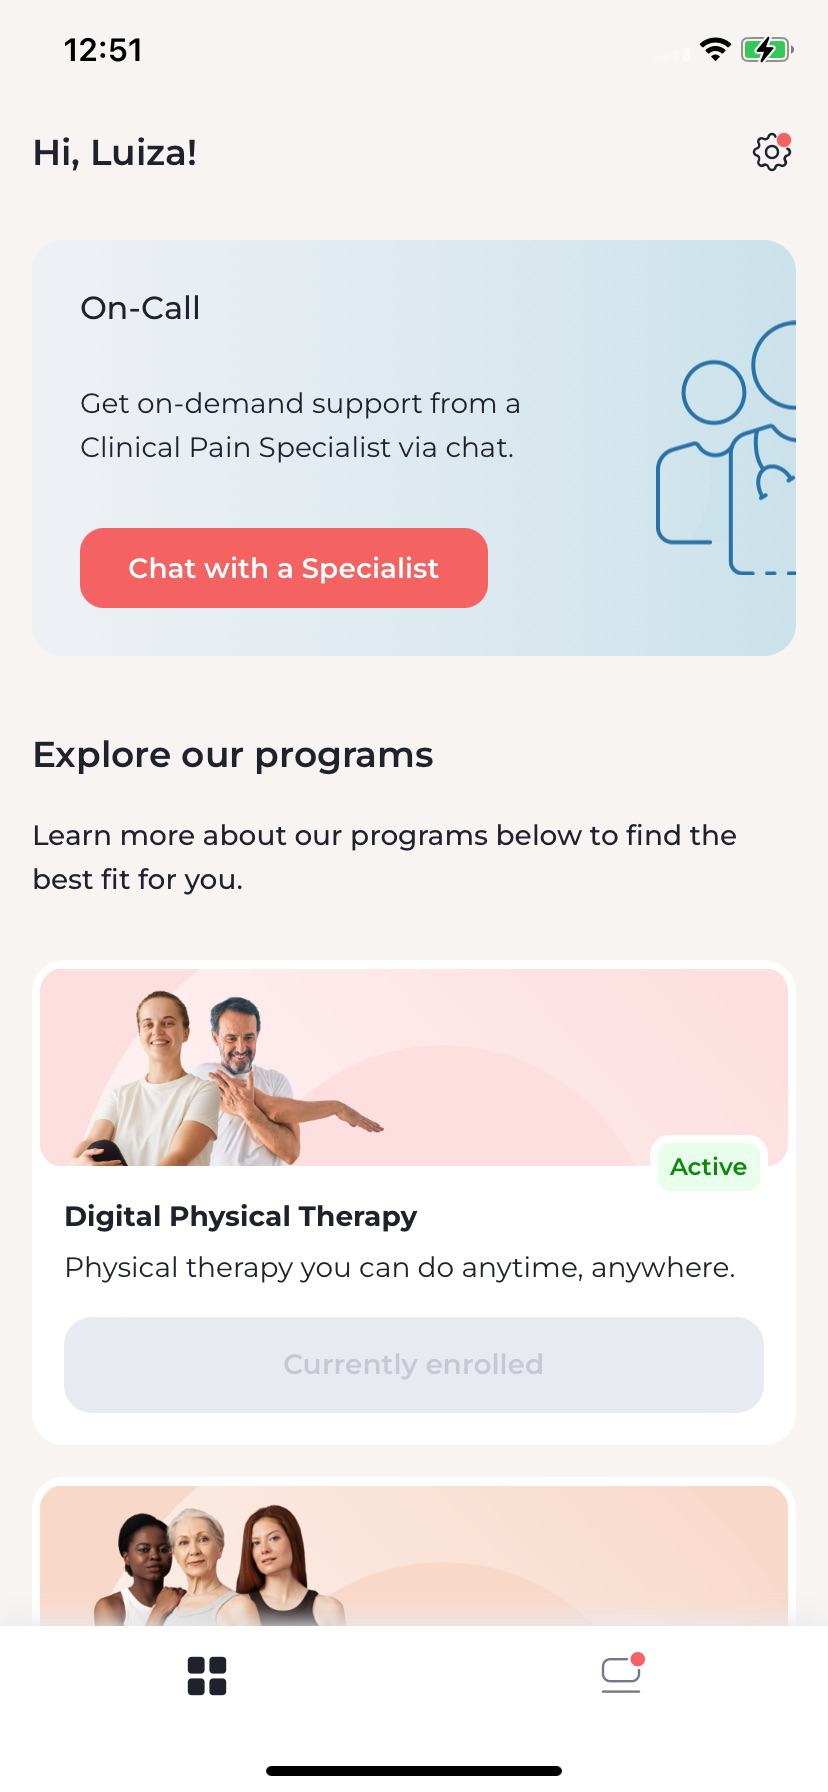 12:51
Hi, Luiza!
On-Call
Get on-demand support from a
Clinical Pain Specialist via chat.
Chat with a Specialist
Explore our programs
Learn more about our programs below to find the
best fit for you.
Active
Digital Physical Therapy
Physical therapy you can do anytime, anywhere.
Currently enrolled